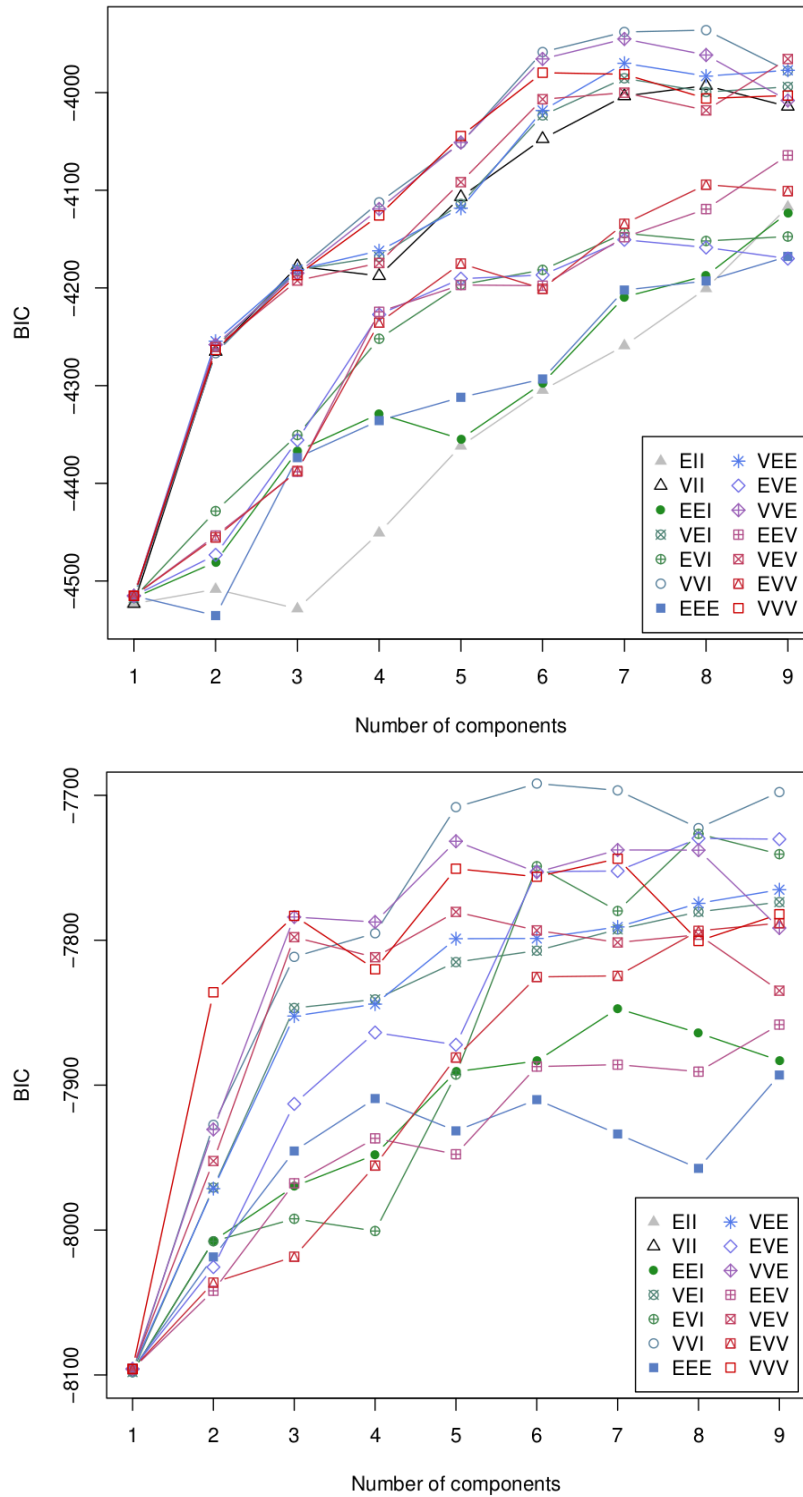 -4000
-4100
-4200
-4300
-4400
-4500
BIC
EII VEE
VII EVE
EEI VVE
VEI EEV
EVI VEV
VVI EVV
EEE VVV
1 2 3 4 5 6 7 8 9
Number of components
-7700
-7800
-7900
-8000
-8100
BIC
EII VEE
VII EVE
EEI VVE
VEI EEV
EVI VEV
VVI EVV
EEE VVV
1 2 3 4 5 6 7 8 9
Number of components